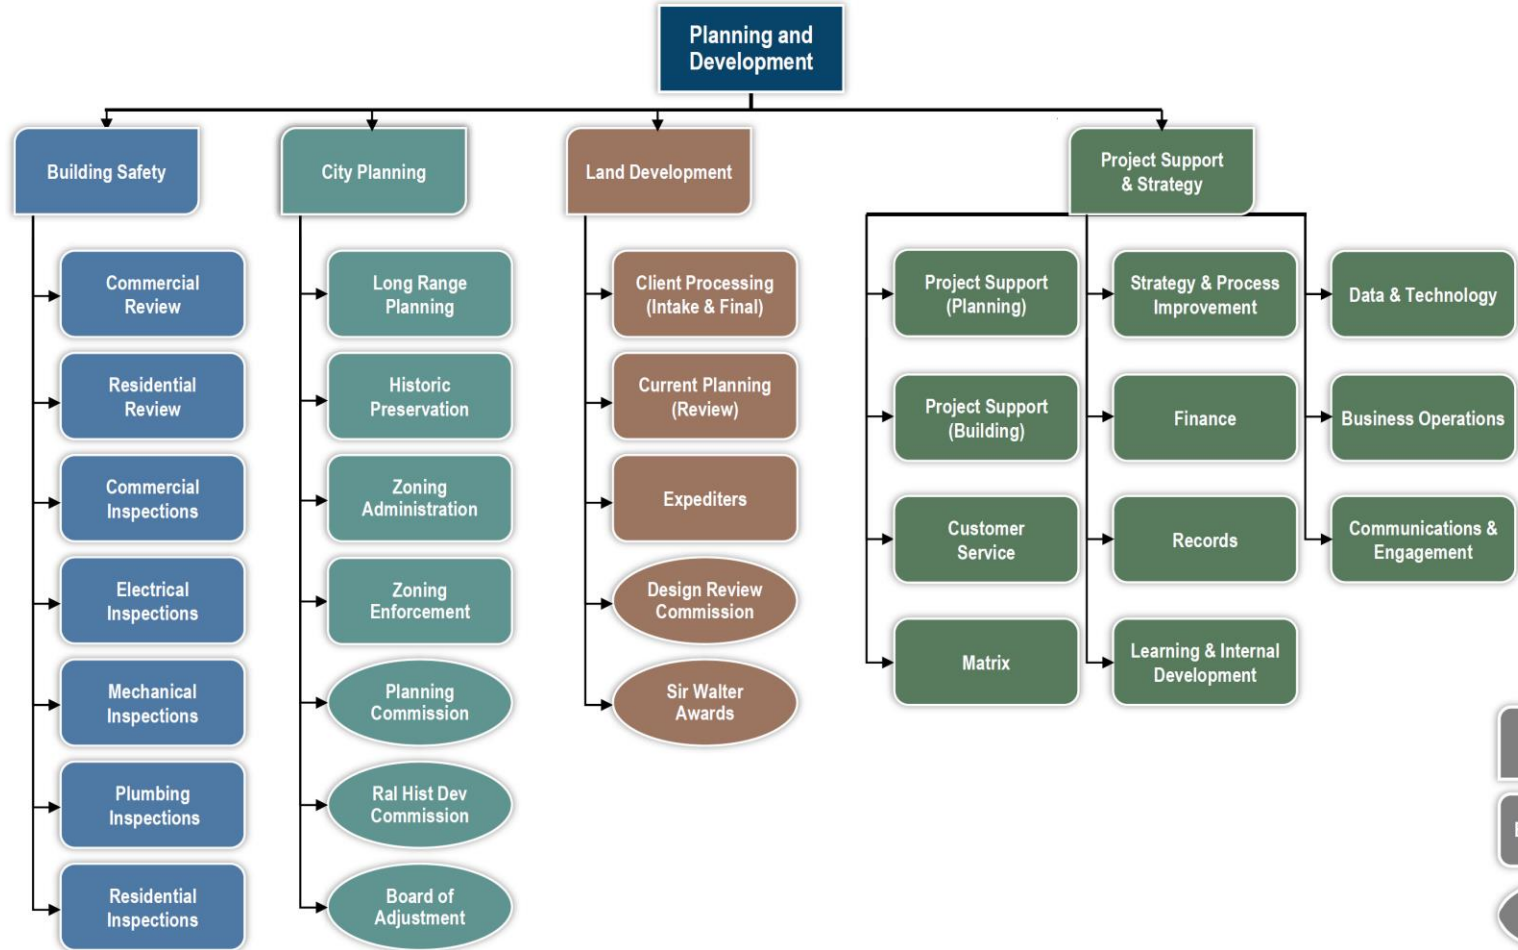 Planning and
Development
Building Safety
City Planning
Land Development
Project Support
& Strategy
Commercial
Review
Residential
Review
Commercial
Inspections
Electrical
Inspections
Mechanical
Inspections
Plumbing
Inspections
Residential
Inspections
Long Range
Planning
Historic
Preservation
Zoning
Administration
Zoning
Enforcement
Planning
Commission
Ral Hist Dev
Commission
Board of
Adjustment
Client Processing
(Intake & Final)
Current Planning
(Review)
Expediters
Design Review
Commission
Sir Walter
Awards
Project Support
(Planning)
Project Support
(Building)
Customer
Service
Matrix
Strategy & Process
Improvement
Finance
Records
Learning & Internal
Development
Data & Technology
Business Operations
Communications &
Engagement